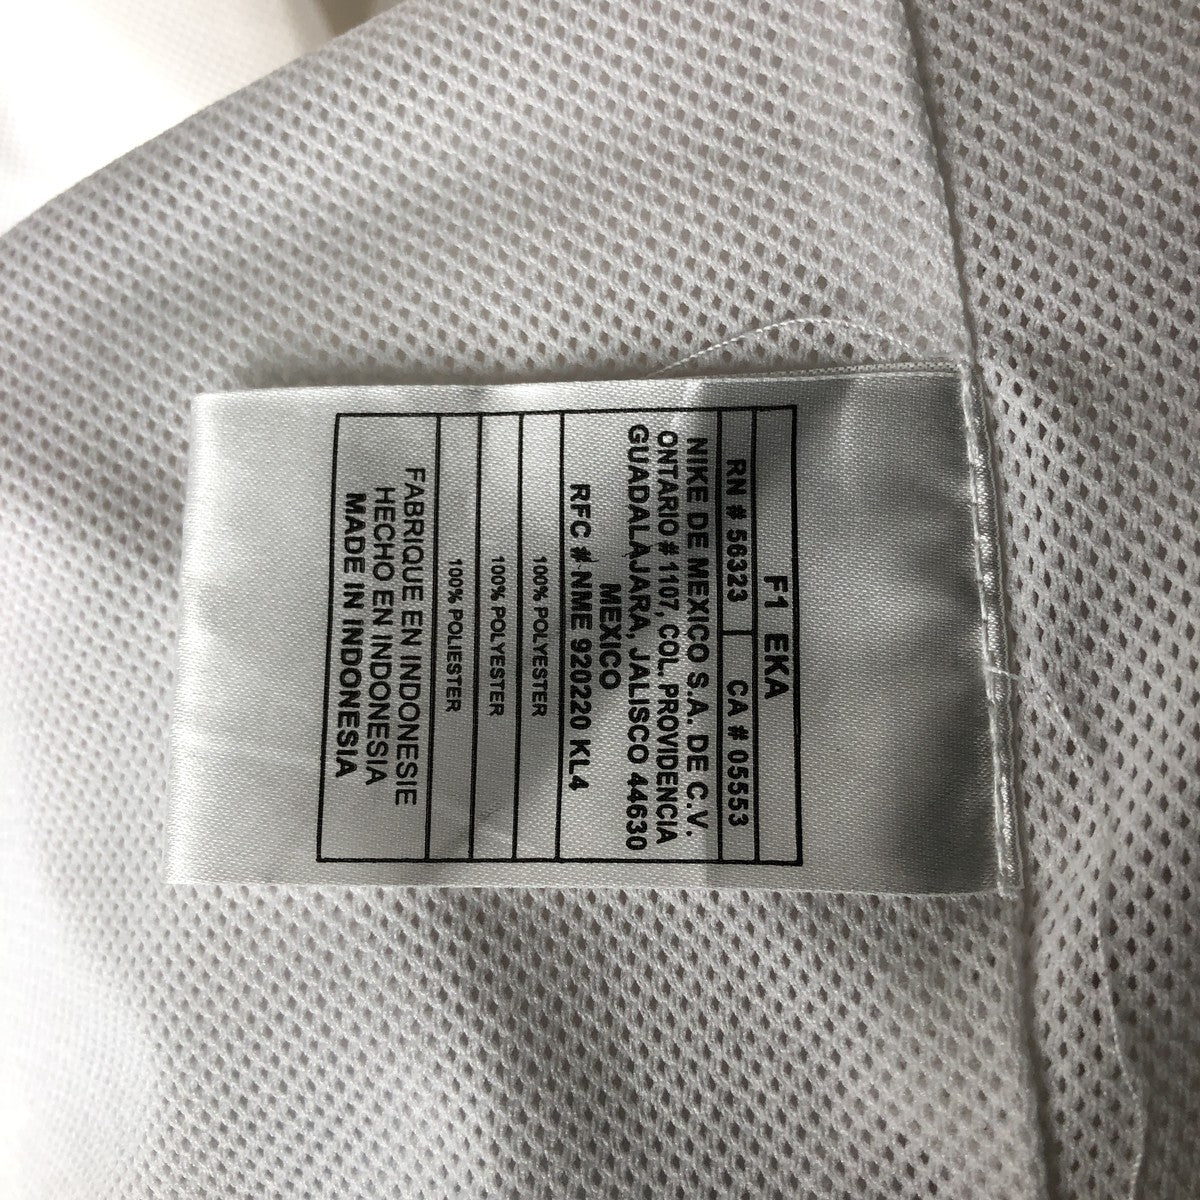 F1 EKA
RN # 56323 CA # 05553
NIKE DE MEXICO S.A. DE C.V.
ONTARIO # 1107, COL. PROVIDENCIA
GUADALAJARA, JALISCO 44630
MEXICO
RFC # NME 920220 KL4
100% POLYESTER
100% POLYESTER
100% POLIESTER
FABRIQUE EN INDONESIE
HECHO EN INDONESIA
MADE IN INDONESIA